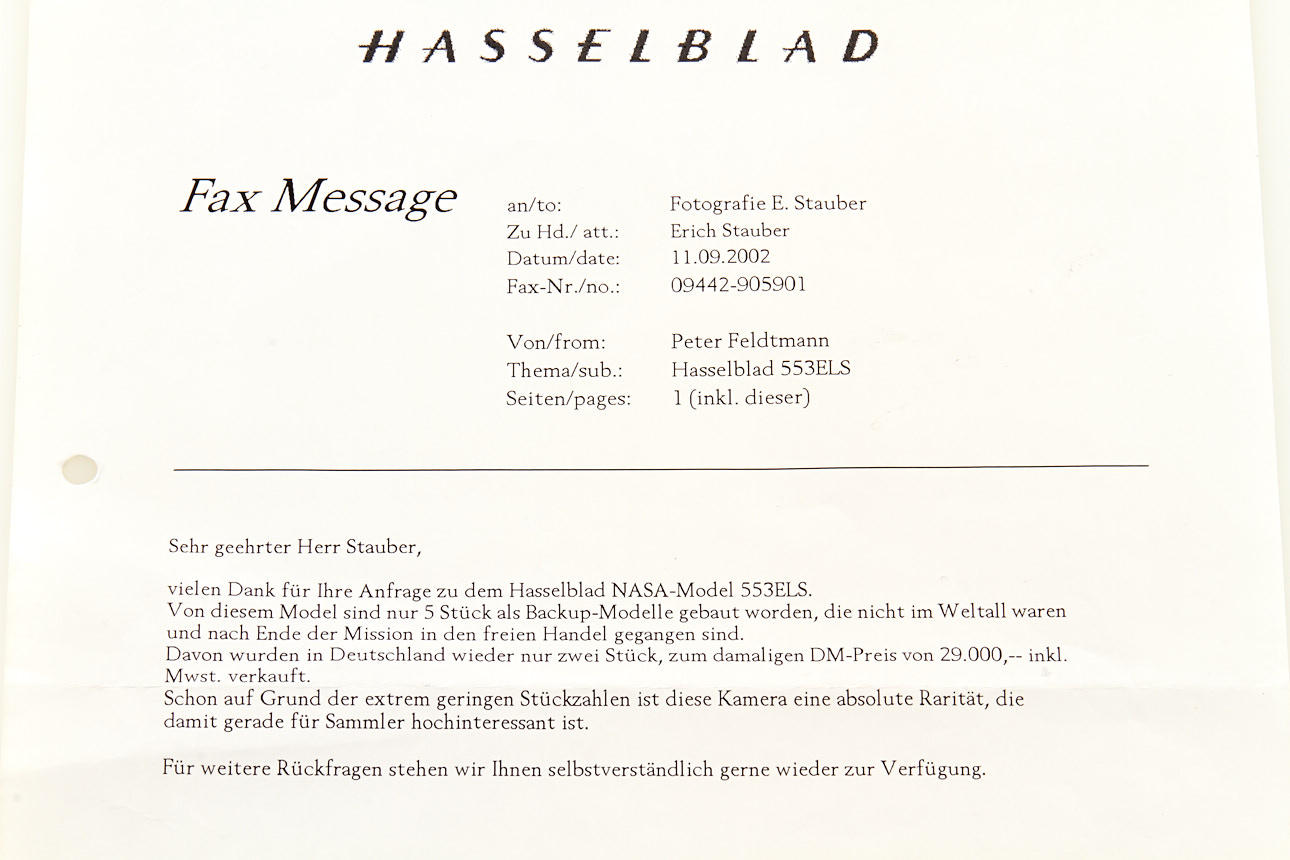 HASSELBLAD
Fax Message
an/to: Fotografie E. Stauber
Zu Hd./ att.: Erich Stauber
Datum/date: 11.09.2002
Fax-Nr./no.: 09442-905901
Von/from: Peter Feldtmann
Thema/sub.: Hasselblad 553ELS
Seiten/pages: 1 (inkl. dieser)
Sehr geehrter Herr Stauber,
vielen Dank für Ihre Anfrage zu dem Hasselblad NASA-Model 553ELS.
Von diesem Model sind nur 5 Stück als Backup-Modelle gebaut worden, die nicht im Weltall waren
und nach Ende der Mission in den freien Handel gegangen sind.
Davon wurden in Deutschland wieder nur zwei Stück, zum damaligen DM-Preis von 29.000,-- inkl.
Mwst. verkauft.
Schon auf Grund der extrem geringen Stückzahlen ist diese Kamera eine absolute Rarität, die
damit gerade für Sammler hochinteressant ist.
Für weitere Rückfragen stehen wir Ihnen selbstverständlich gerne wieder zur Verfügung.